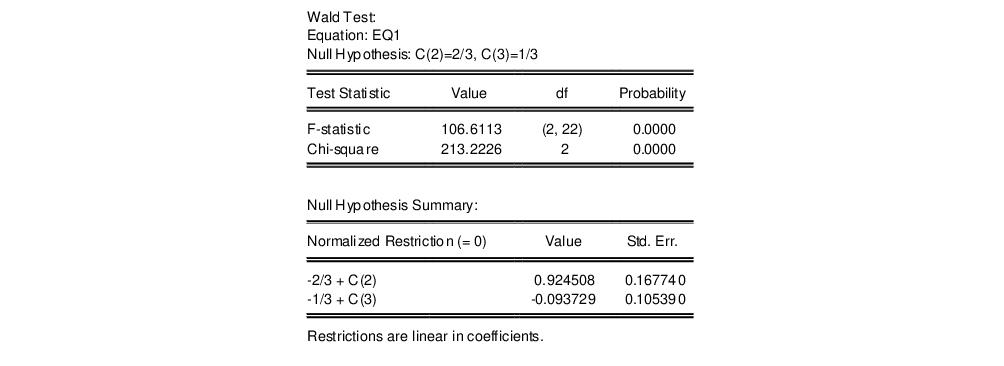 Wald Test:
Equation: EQ1
Null Hypothesis: C(2)=2/3, C(3)=1/3
Test Statistic Value df Probability
F-statistic 106.6113 (2, 22) 0.0000
Chi-square 213.2226 2 0.0000
Null Hypothesis Summary:
Normalized Restriction (= 0) Value Std. Err.
-2/3 + C(2) 0.924508 0.167740
-1/3 + C(3) -0.093729 0.105390
Restrictions are linear in coefficients.